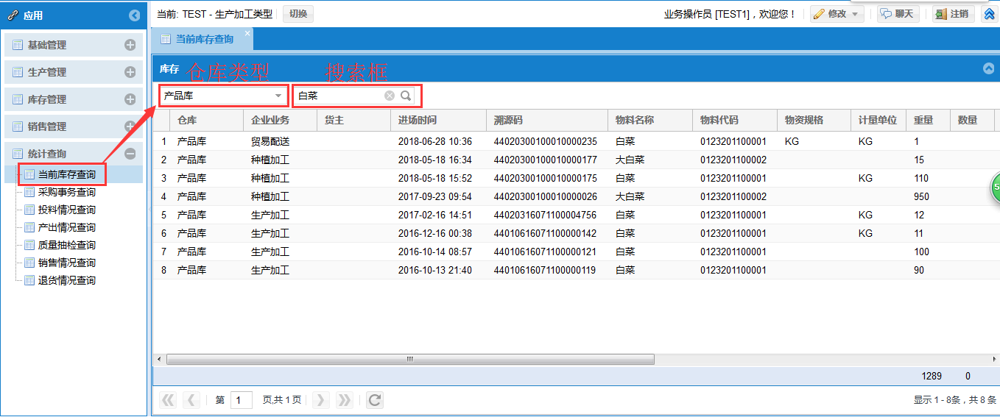 应用
当前: TEST - 生产加工类型 切换 业务操作员 [TEST1]，欢迎您！ 修改 聊天 注销
基础管理
生产管理
库存管理
销售管理
统计查询
当前库存查询
采购事务查询
投料情况查询
产出情况查询
质量抽检查询
销售情况查询
退货情况查询
当前库存查询
库存 仓库类型 搜索框
产品库 白菜
仓库 企业业务 货主 进场时间 溯源码 物料名称 物料代码 物资规格 计量单位 重量 数量
1 产品库 贸易配送 2018-06-28 10:36 44020300100010000235 白菜 0123201100001 KG KG 1
2 产品库 种植加工 2018-05-18 16:34 44020300100010000177 大白菜 0123201100002 15
3 产品库 种植加工 2018-05-18 15:52 44020300100010000175 白菜 0123201100001 KG 110
4 产品库 种植加工 2017-09-23 09:54 44020300100010000026 大白菜 0123201100002 950
5 产品库 生产加工 2017-02-16 14:51 44020316071100004756 白菜 0123201100001 KG 12
6 产品库 生产加工 2016-12-16 00:38 44010616071100000142 白菜 0123201100001 KG 11
7 产品库 生产加工 2016-10-14 08:57 44010616071100000121 白菜 0123201100001 100
8 产品库 生产加工 2016-10-13 21:40 44010616071100000119 白菜 0123201100001 90
1289 0
第 1 页,共 1 页 显示 1 - 8条，共 8 条